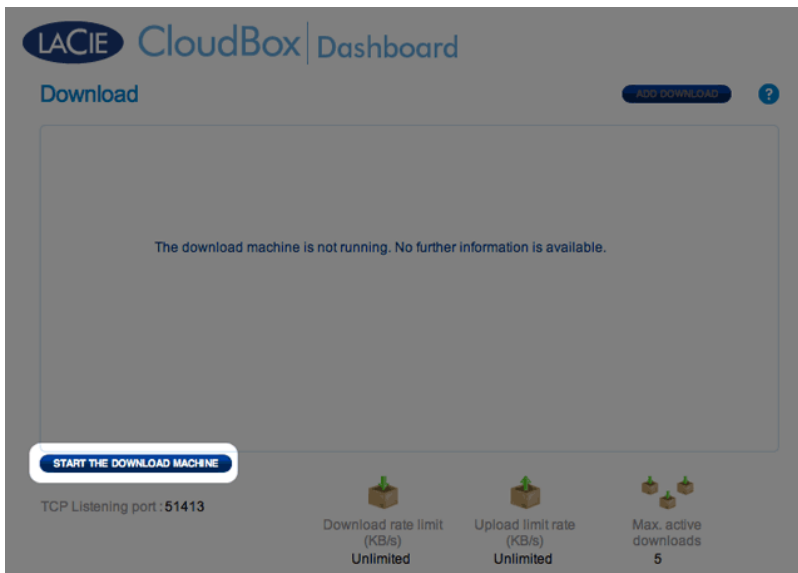 LACIE CloudBox Dashboard
Download
ADD DOWNLOAD ?
The download machine is not running. No further information is available.
START THE DOWNLOAD MACHINE
TCP Listening port : 51413
Download rate limit
(KB/s)
Unlimited
Upload limit rate
(KB/s)
Unlimited
Max. active
downloads
5